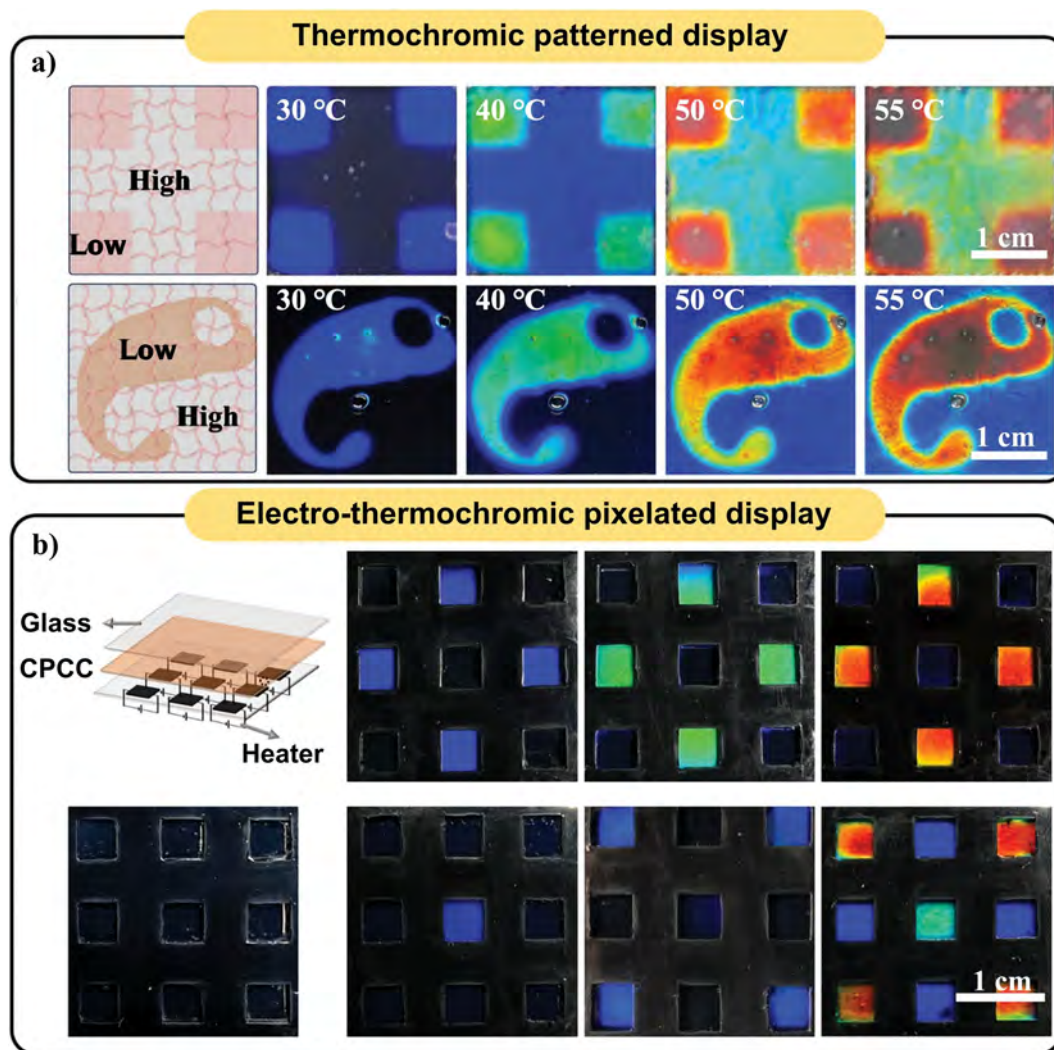 Thermochromic patterned display
a)
High
Low
30 °C
40 °C
50 °C
55 °C
1 cm
Low
High
30 °C
40 °C
50 °C
55 °C
1 cm
Electro-thermochromic pixelated display
b)
Glass
CPCC
Heater
1 cm